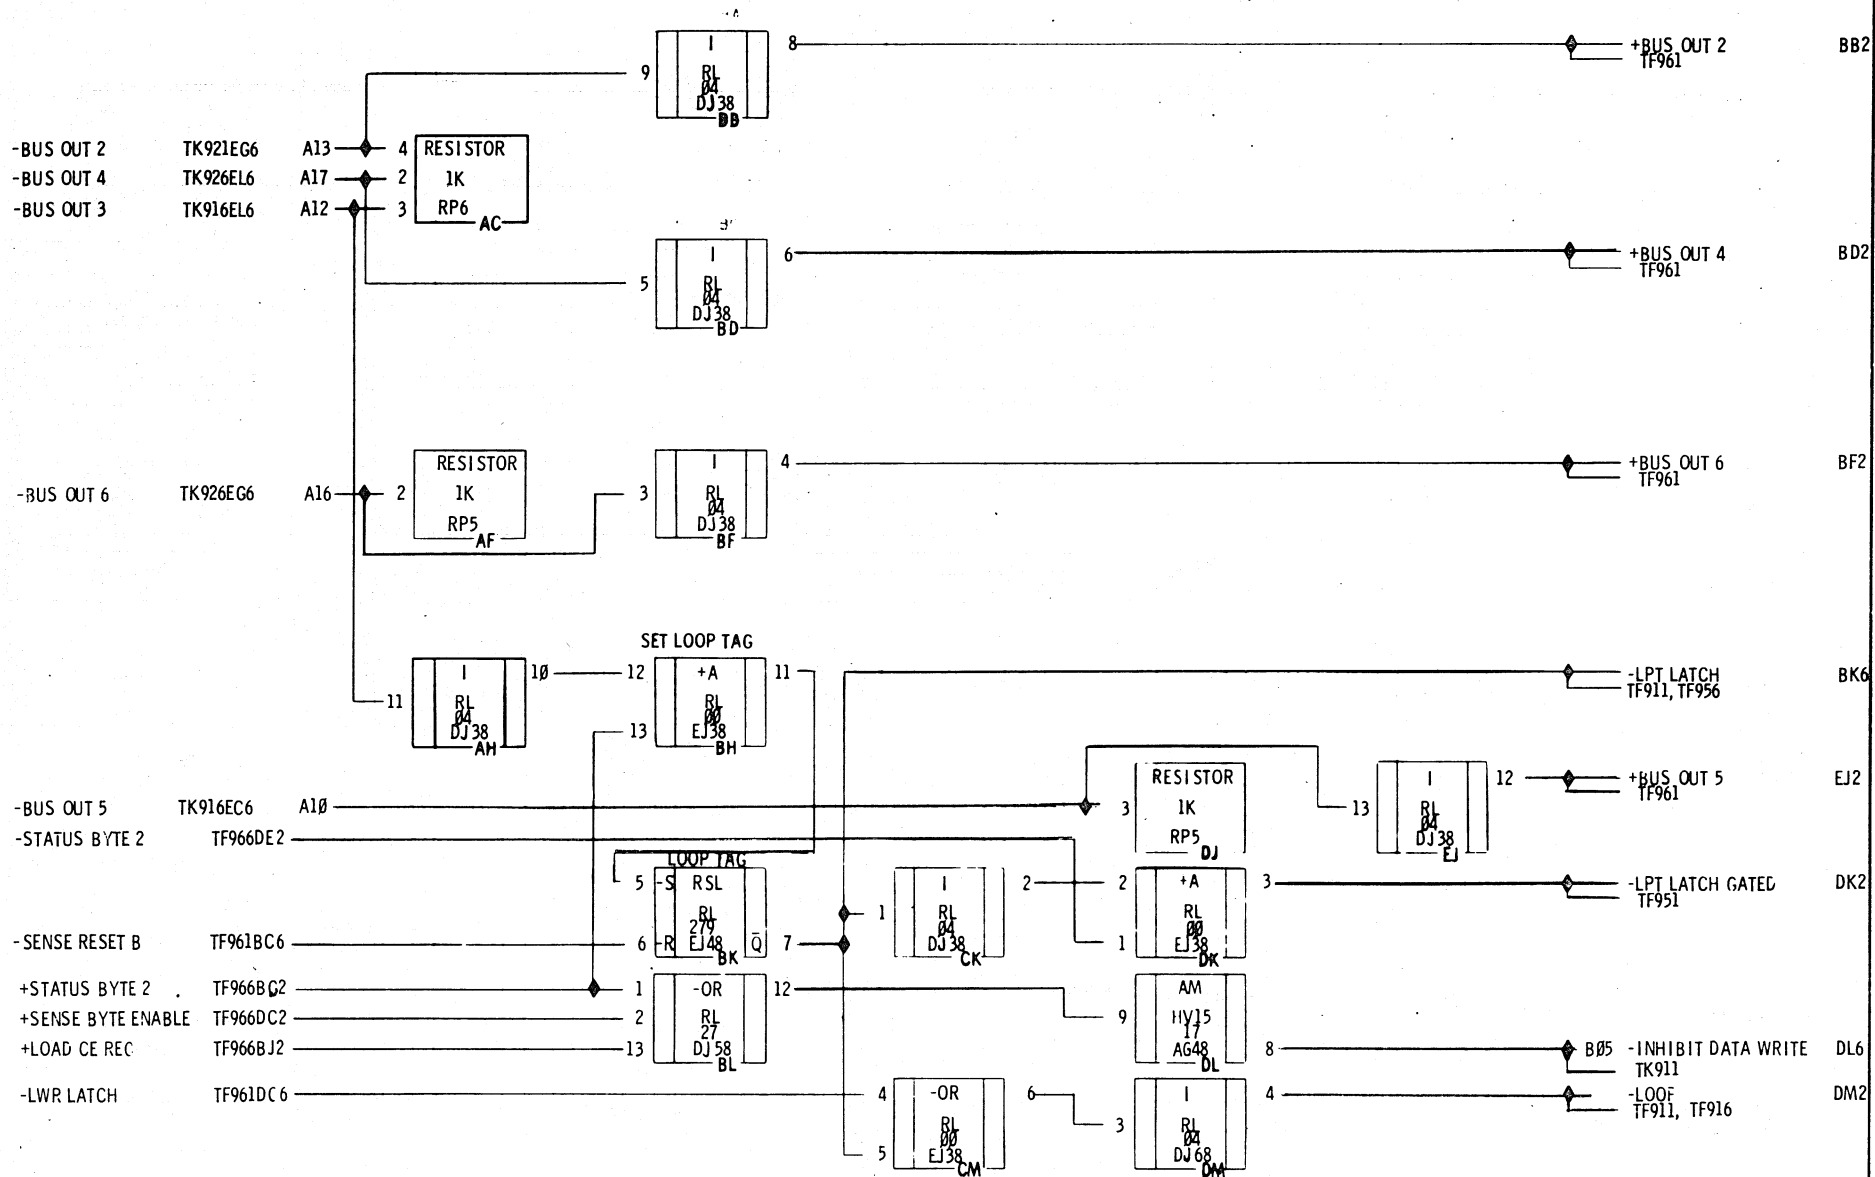 I
8
+BUS OUT 2 BB2
TF961
9
RL
04
DJ38
-BUS OUT 2 TK921EG6 A13 4 RESISTOR
-BUS OUT 4 TK926EL6 A17 2 1K
-BUS OUT 3 TK916EL6 A12 3 RP6
AC
I
6
+BUS OUT 4 BD2
TF961
5
RL
04
DJ38
BD
RESISTOR
I
4
+BUS OUT 6 BF2
TF961
-BUS OUT 6 TK926EG6 A16 2 1K
3
RL
04
RP5
DJ38
AF
BF
SET LOOP TAG
I 10 12 +A 11
-LPT LATCH BK6
TF911, TF956
11 RL
04
DJ38
AH
RL
00
13 EJ38
BH
RESISTOR
I 12 +BUS OUT 5 EJ2
TF961
-BUS OUT 5 TK916EC6 A10 3 1K 13 RL
04
DJ38
EJ
-STATUS BYTE 2 TF966DE2 RP5
DJ
LOOP TAG
5 -S RSL I 2 2 +A 3 -LPT LATCH GATED DK2
TF951
RL
279
1 RL
04
DJ38
CK
RL
00
-SENSE RESET B TF961BC6 6 -R EJ48 Q̅ 7 1 EJ38
BK
DK
+STATUS BYTE 2 TF966BC2 1 -OR 12 AM
+SENSE BYTE ENABLE TF966DC2 2 RL
27
9 HV15
17
+LOAD CE REC TF966BJ2 13 DJ58
BL
AG48 8 B05 -INHIBIT DATA WRITE DL6
DL
TK911
-LWR LATCH TF961DC6 4 -OR 6 I 4 DM2
TF911, TF916
RL
00
3 RL
04
5 EJ38
CM
DJ68
DM